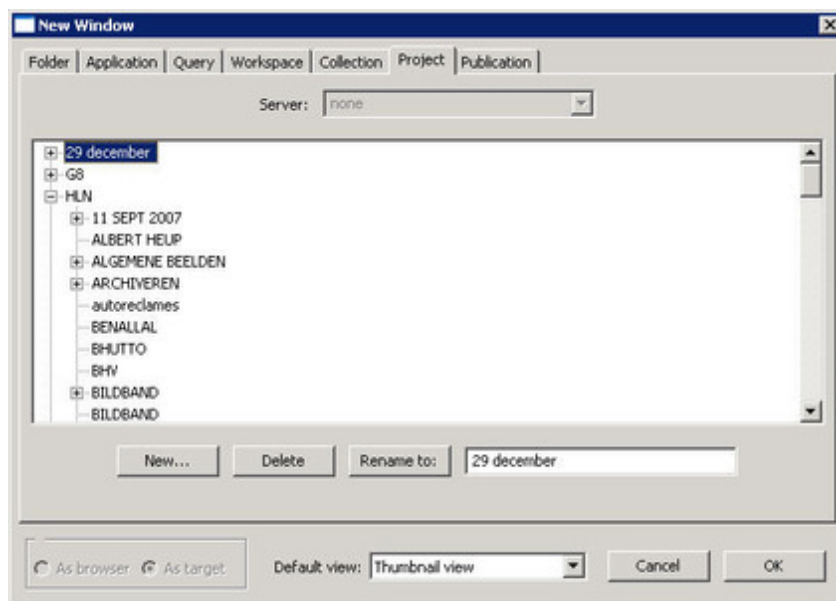 New Window
Folder Application Query Workspace Collection Project Publication
Server: none
29 december
G8
HLN
11 SEPT 2007
ALBERT HEUP
ALGEMENE BEELDEN
ARCHIVEREN
autoreclames
BENALLAL
BHUTTO
BHV
BILDBAND
BILDBAND
New... Delete Rename to: 29 december
As browser As target Default view: Thumbnail view Cancel OK